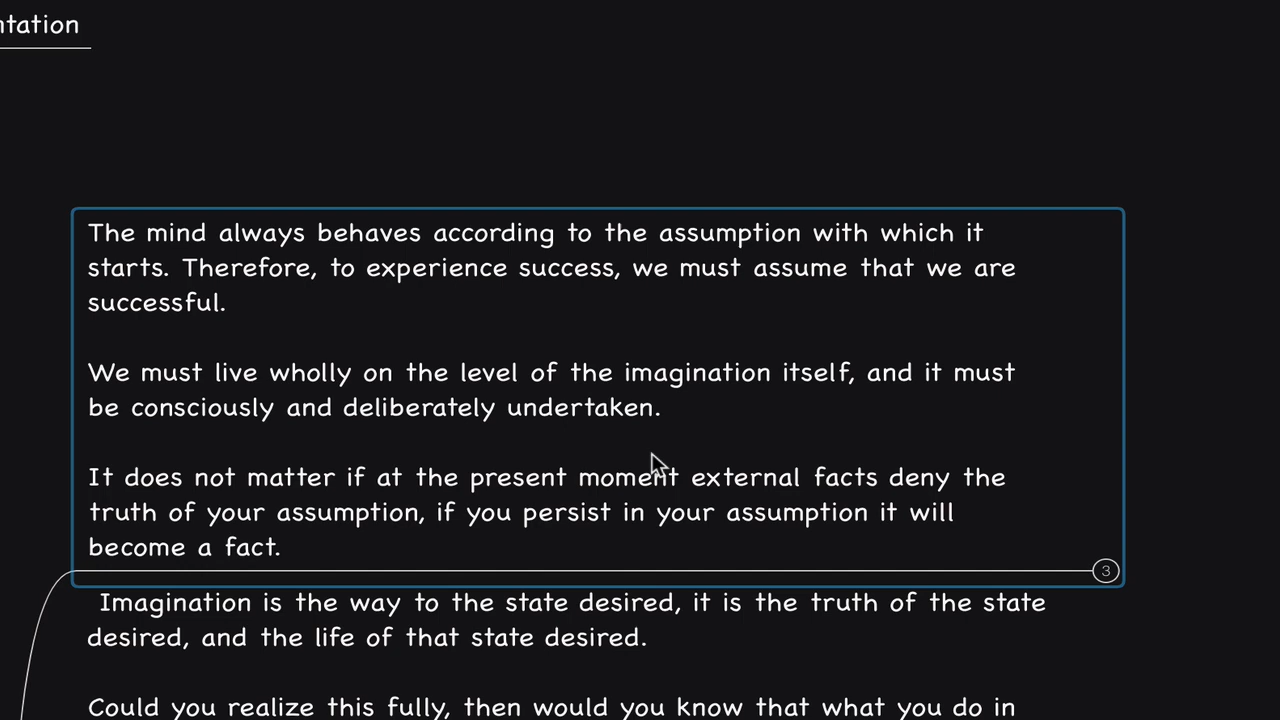 ntation
The mind always behaves according to the assumption with which it
starts. Therefore, to experience success, we must assume that we are
successful.
We must live wholly on the level of the imagination itself, and it must
be consciously and deliberately undertaken.
It does not matter if at the present moment external facts deny the
truth of your assumption, if you persist in your assumption it will
become a fact.
3
Imagination is the way to the state desired, it is the truth of the state
desired, and the life of that state desired.
Could you realize this fully, then would you know that what you do in